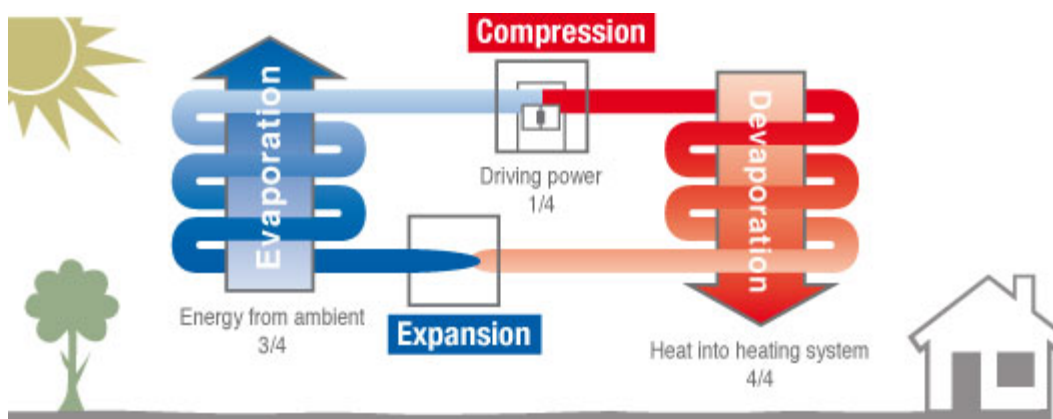 Compression
Evaporation
Devaporation
Driving power
1/4
Energy from ambient
3/4
Expansion
Heat into heating system
4/4